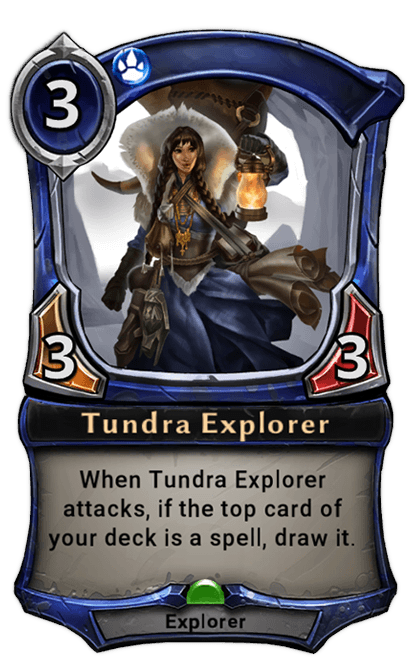 3
3
3
Tundra Explorer
When Tundra Explorer
attacks, if the top card of
your deck is a spell, draw it.
Explorer